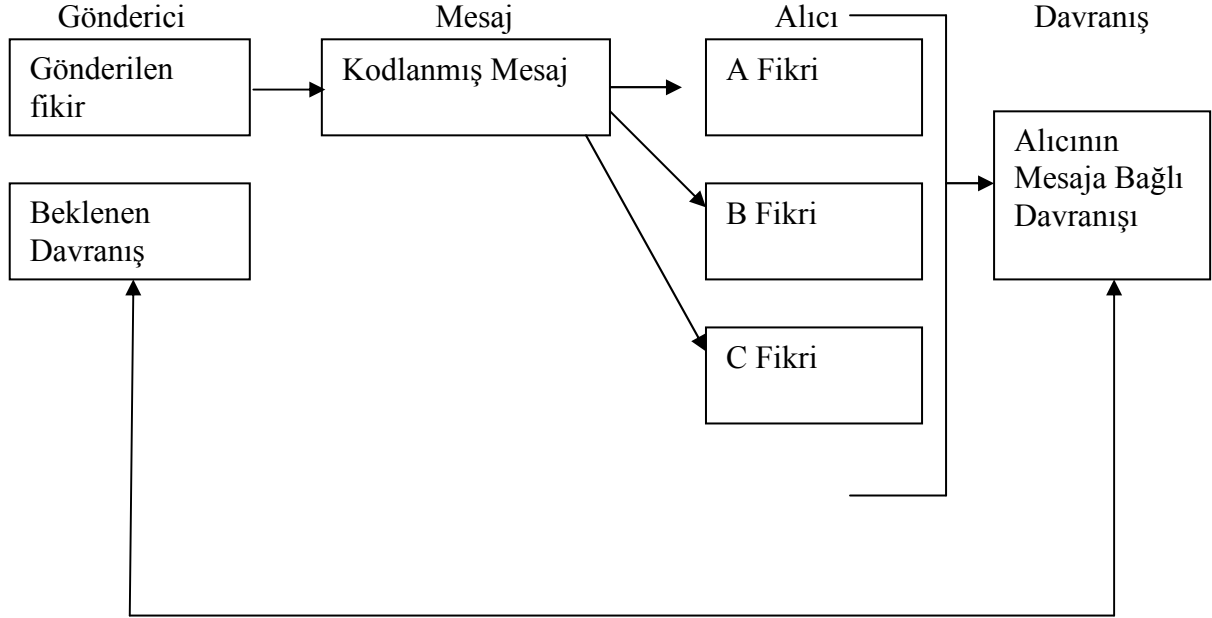 Gönderici
Mesaj
Alıcı
Davranış
Gönderilen
fikir
Kodlanmış Mesaj
A Fikri
Alıcının
Mesaja Bağlı
Davranışı
Beklenen
Davranış
B Fikri
C Fikri